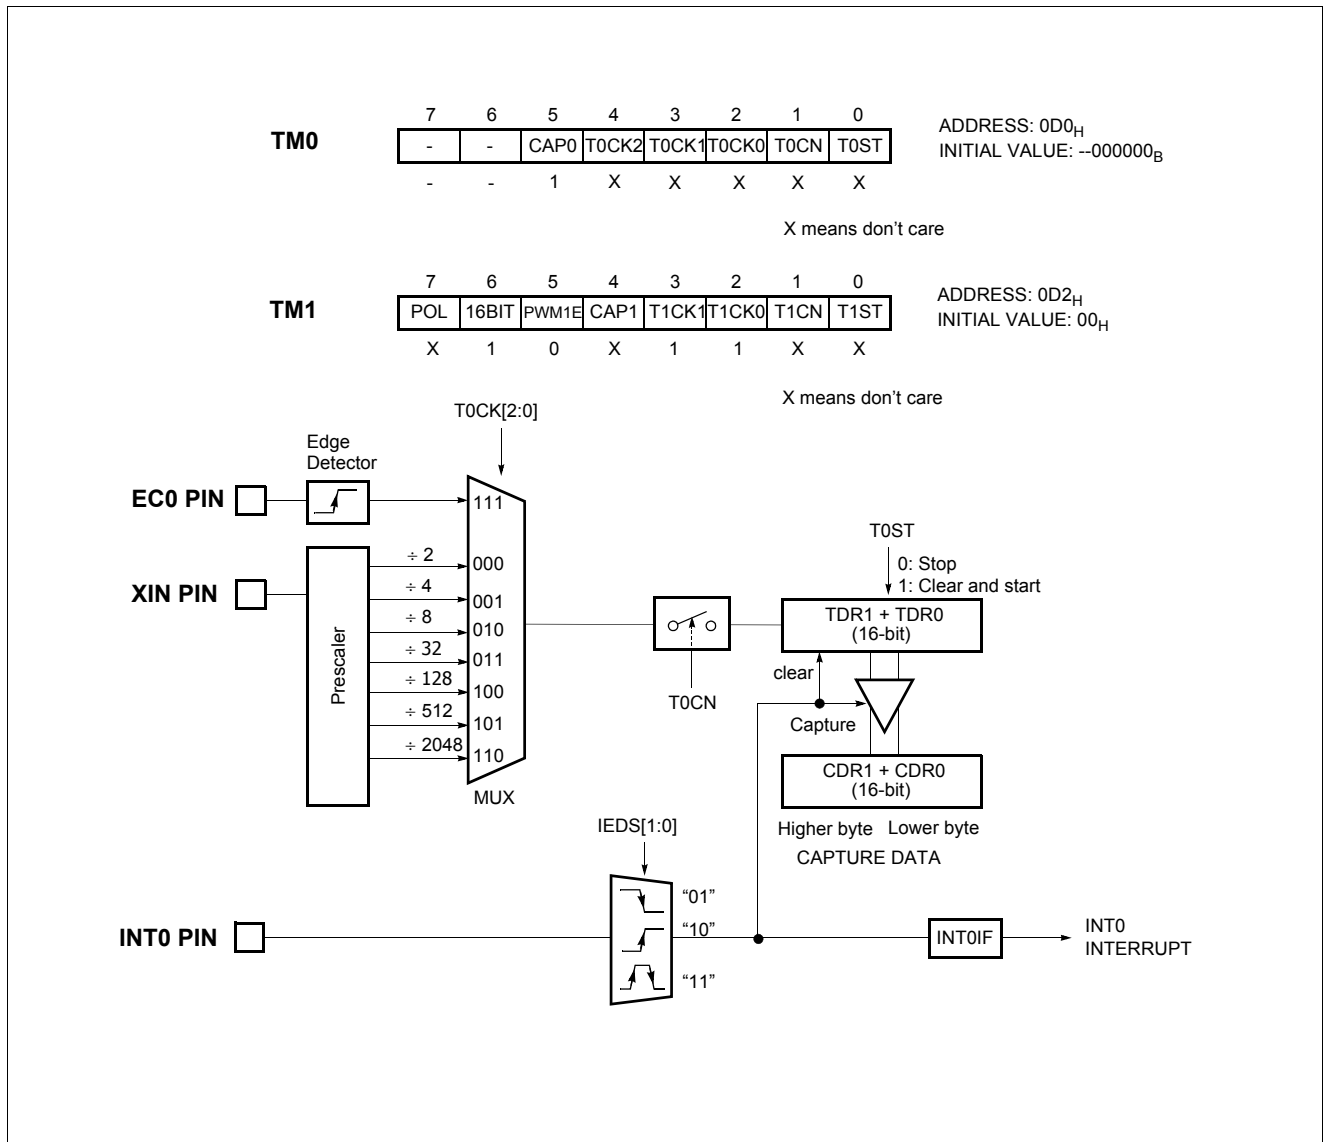 7 6 5 4 3 2 1 0
TM0
- - CAP0 T0CK2 T0CK1 T0CK0 T0CN T0ST
- - 1 X X X X X
ADDRESS: 0D0H
INITIAL VALUE: --000000B
X means don't care
7 6 5 4 3 2 1 0
TM1
POL 16BIT PWM1E CAP1 T1CK1 T1CK0 T1CN T1ST
X 1 0 X 1 1 X X
ADDRESS: 0D2H
INITIAL VALUE: 00H
X means don't care
T0CK[2:0]
Edge
Detector
EC0 PIN
111
XIN PIN
Prescaler
÷ 2
000
÷ 4
001
÷ 8
010
÷ 32
011
÷ 128
100
÷ 512
101
÷ 2048
110
MUX
T0CN
T0ST
0: Stop
1: Clear and start
TDR1 + TDR0
(16-bit)
clear
Capture
CDR1 + CDR0
(16-bit)
Higher byte Lower byte
CAPTURE DATA
IEDS[1:0]
INT0 PIN
“01”
“10”
“11”
INT0IF
INT0
INTERRUPT